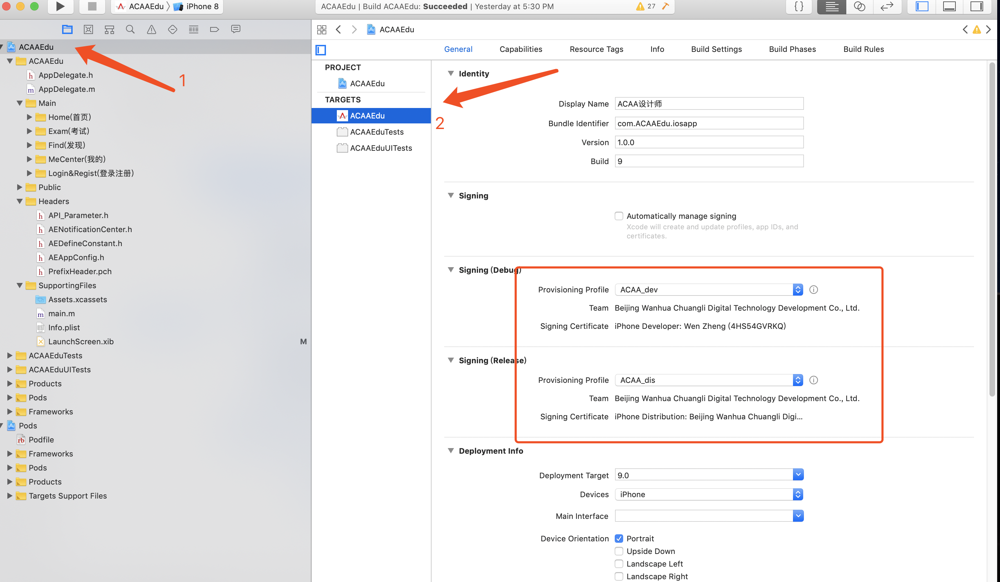 ACAAEdu 〉 iPhone 8
ACAAEdu | Build ACAAEdu: Succeeded | Yesterday at 5:30 PM
27
{ }
ACAAEdu
ACAAEdu
AppDelegate.h
AppDelegate.m
Main
Home(首页)
Exam(考试)
Find(发现)
MeCenter(我的)
Login&Regist(登录注册)
Public
Headers
API_Parameter.h
AENotificationCenter.h
AEDefineConstant.h
AEAppConfig.h
PrefixHeader.pch
SupportingFiles
Assets.xcassets
main.m
Info.plist
LaunchScreen.xib M
ACAAEduTests
ACAAEduUITests
Products
Pods
Frameworks
Pods
Podfile
Frameworks
Pods
Products
Targets Support Files
1
ACAAEdu
General Capabilities Resource Tags Info Build Settings Build Phases Build Rules
PROJECT
ACAAEdu
TARGETS
ACAAEdu
ACAAEduTests
ACAAEduUITests
2
Identity
Display Name ACAA设计师
Bundle Identifier com.ACAAEdu.iosapp
Version 1.0.0
Build 9
Signing
Automatically manage signing
Xcode will create and update profiles, app IDs, and
certificates.
Signing (Debug)
Provisioning Profile ACAA_dev
Team Beijing Wanhua Chuangli Digital Technology Development Co., Ltd.
Signing Certificate iPhone Developer: Wen Zheng (4HS54GVRKQ)
Signing (Release)
Provisioning Profile ACAA_dis
Team Beijing Wanhua Chuangli Digital Technology Development Co., Ltd.
Signing Certificate iPhone Distribution: Beijing Wanhua Chuangli Digi...
Deployment Info
Deployment Target 9.0
Devices iPhone
Main Interface
Device Orientation Portrait
Upside Down
Landscape Left
Landscape Right